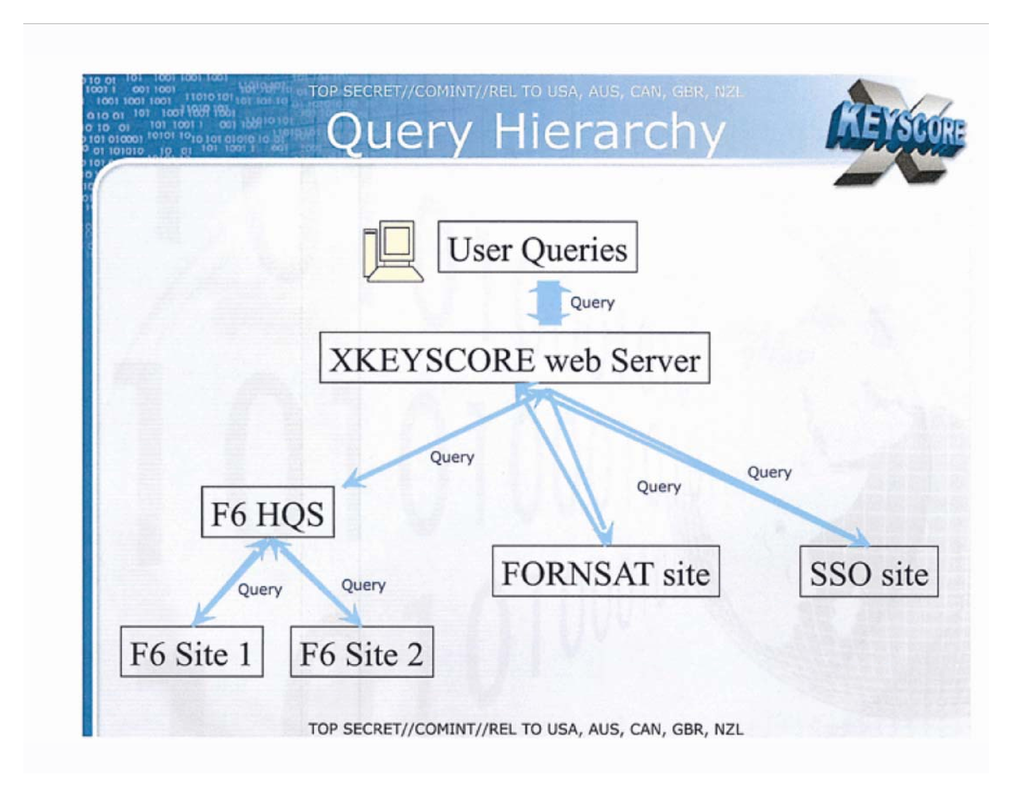 TOP SECRET//COMINT//REL TO USA, AUS, CAN, GBR, NZL
Query Hierarchy
X KEYSCORE
User Queries
Query
XKEYSCORE web Server
Query
Query
Query
F6 HQS
FORNSAT site
SSO site
Query
Query
F6 Site 1
F6 Site 2
TOP SECRET//COMINT//REL TO USA, AUS, CAN, GBR, NZL